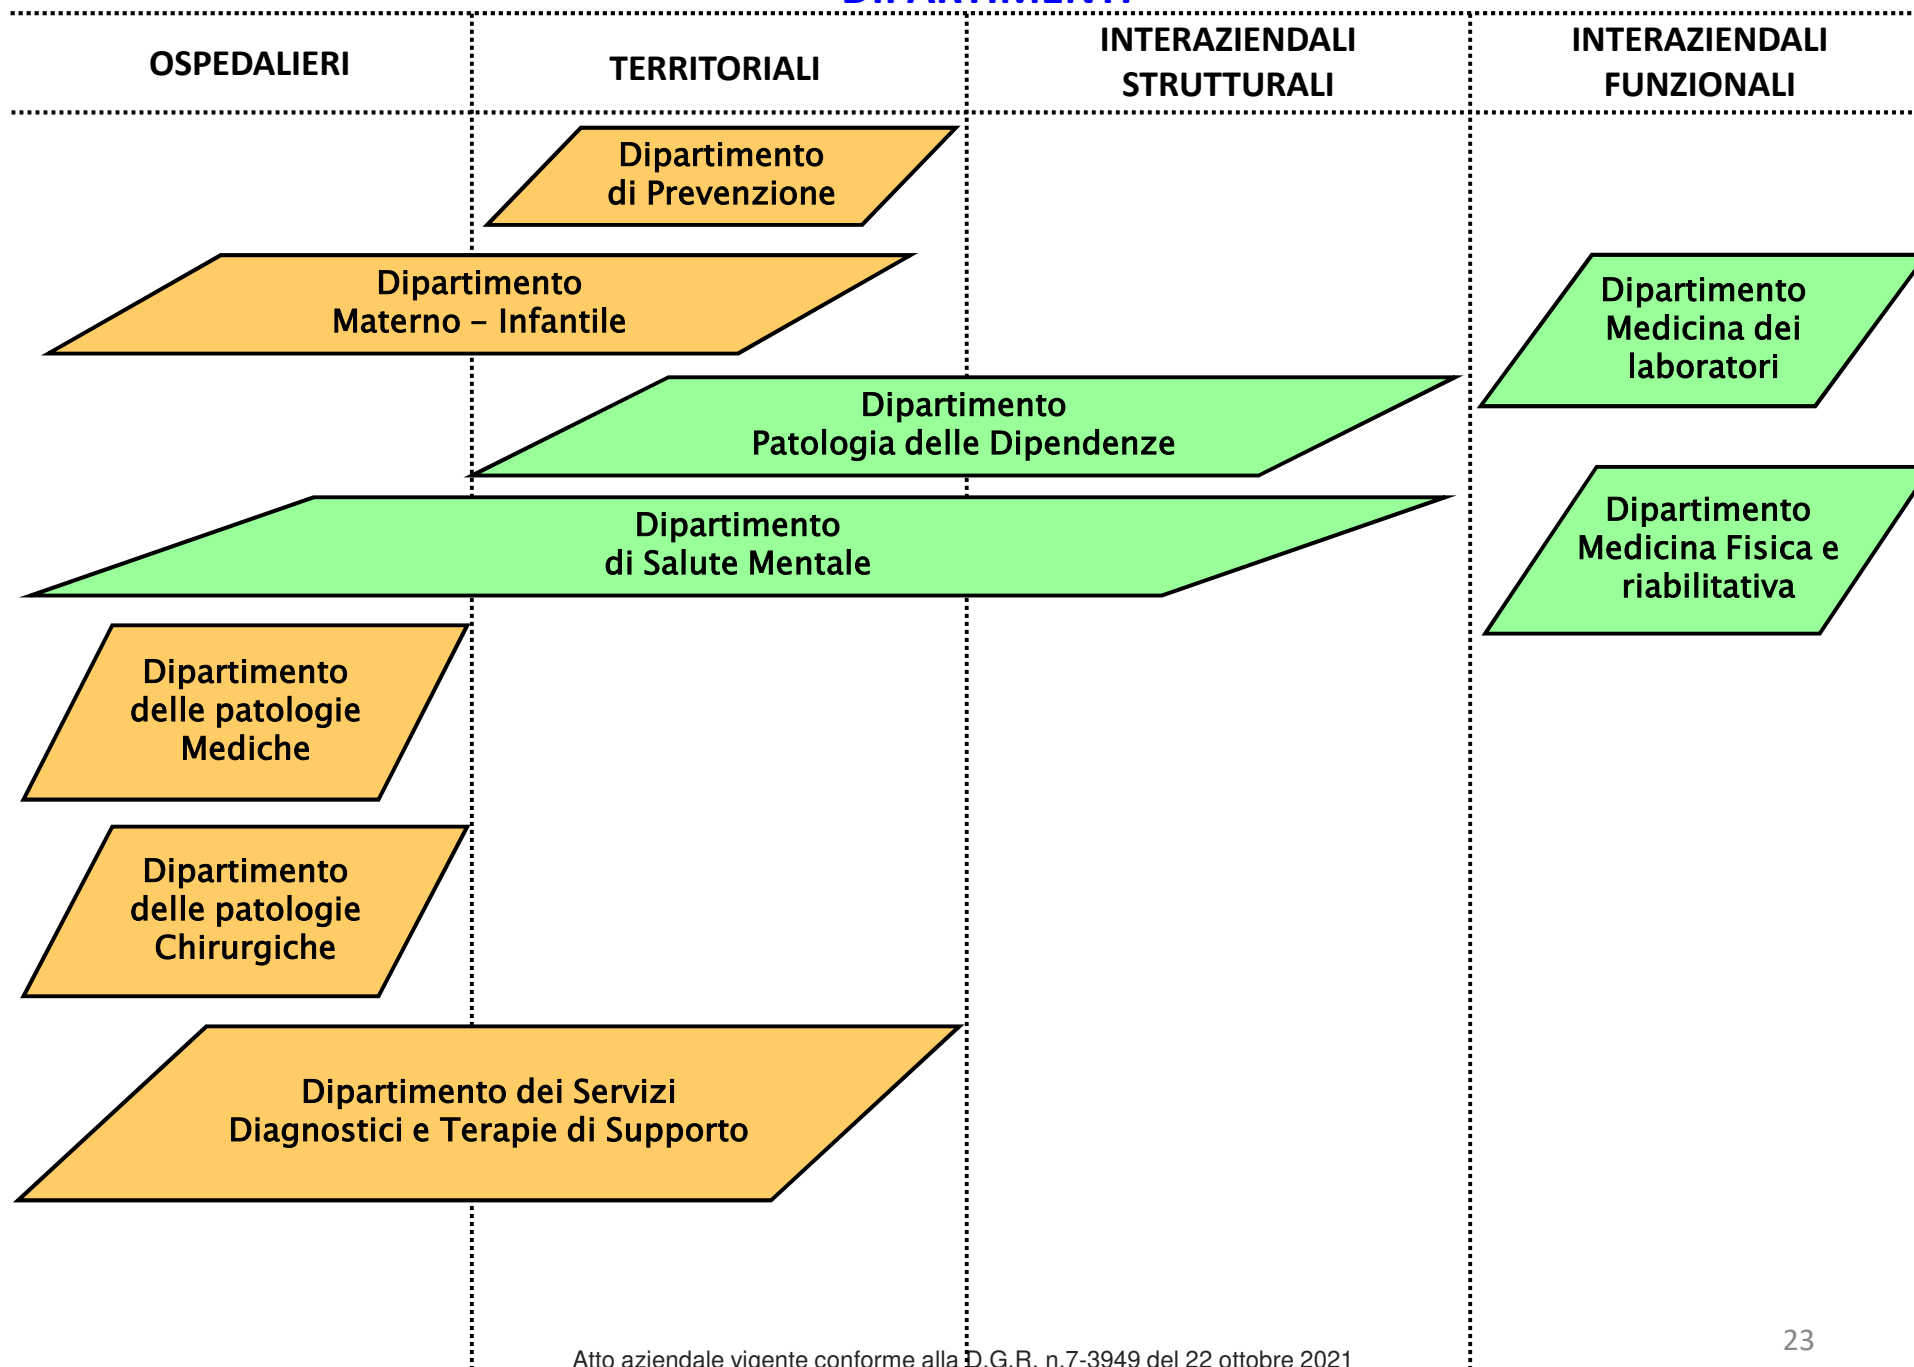 DIPARTIMENTI
OSPEDALIERI
TERRITORIALI
INTERAZIENDALI
STRUTTURALI
INTERAZIENDALI
FUNZIONALI
Dipartimento
di Prevenzione
Dipartimento
Materno – Infantile
Dipartimento
Medicina dei
laboratori
Dipartimento
Patologia delle Dipendenze
Dipartimento
di Salute Mentale
Dipartimento
Medicina Fisica e
riabilitativa
Dipartimento
delle patologie
Mediche
Dipartimento
delle patologie
Chirurgiche
Dipartimento dei Servizi
Diagnostici e Terapie di Supporto
23
Atto aziendale vigente conforme alla D.G.R. n.7-3949 del 22 ottobre 2021